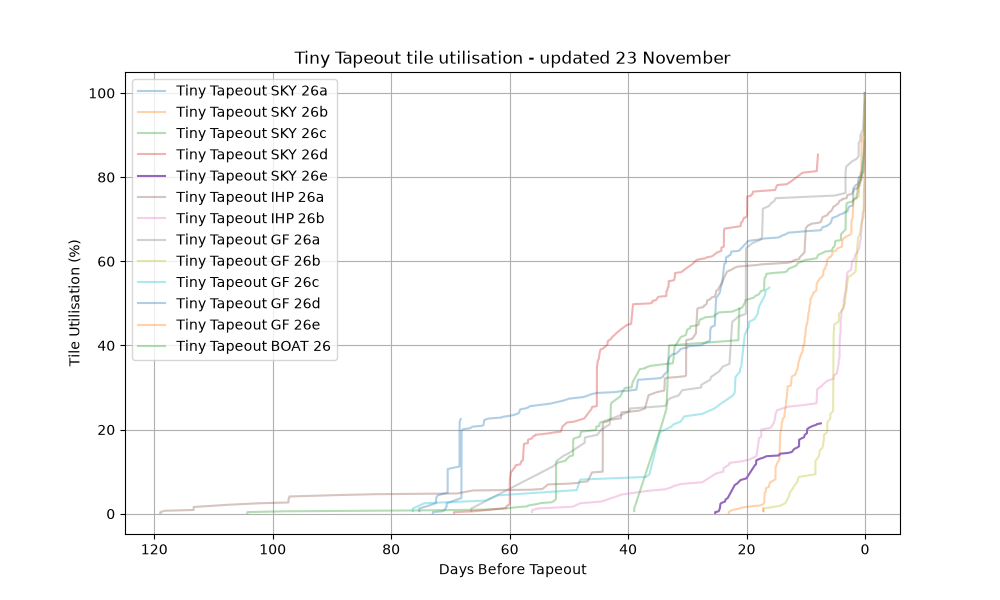 Tiny Tapeout tile utilisation - updated 23 November
Tile Utilisation (%)
100
80
60
40
20
0
Tiny Tapeout SKY 26a
Tiny Tapeout SKY 26b
Tiny Tapeout SKY 26c
Tiny Tapeout SKY 26d
Tiny Tapeout SKY 26e
Tiny Tapeout IHP 26a
Tiny Tapeout IHP 26b
Tiny Tapeout GF 26a
Tiny Tapeout GF 26b
Tiny Tapeout GF 26c
Tiny Tapeout GF 26d
Tiny Tapeout GF 26e
Tiny Tapeout BOAT 26
120 100 80 60 40 20 0
Days Before Tapeout